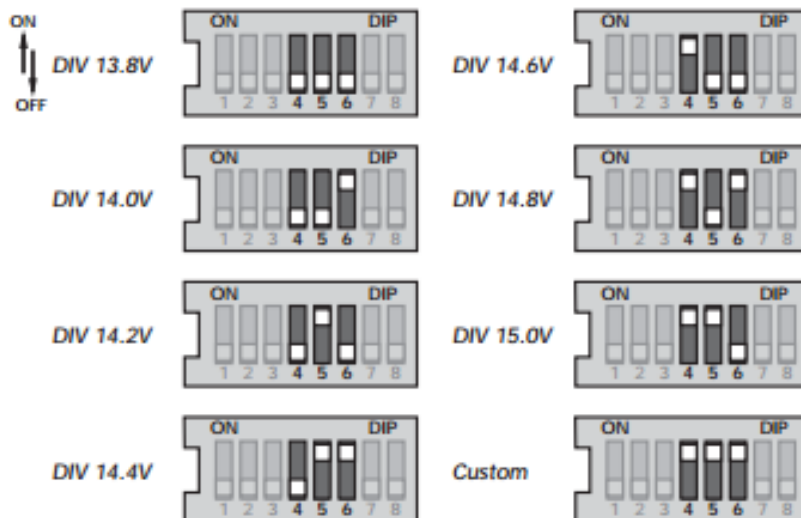 ON
OFF
DIV 13.8V
ON DIP
1 2 3 4 5 6 7 8
DIV 14.6V
ON DIP
1 2 3 4 5 6 7 8
DIV 14.0V
ON DIP
1 2 3 4 5 6 7 8
DIV 14.8V
ON DIP
1 2 3 4 5 6 7 8
DIV 14.2V
ON DIP
1 2 3 4 5 6 7 8
DIV 15.0V
ON DIP
1 2 3 4 5 6 7 8
DIV 14.4V
ON DIP
1 2 3 4 5 6 7 8
Custom
ON DIP
1 2 3 4 5 6 7 8